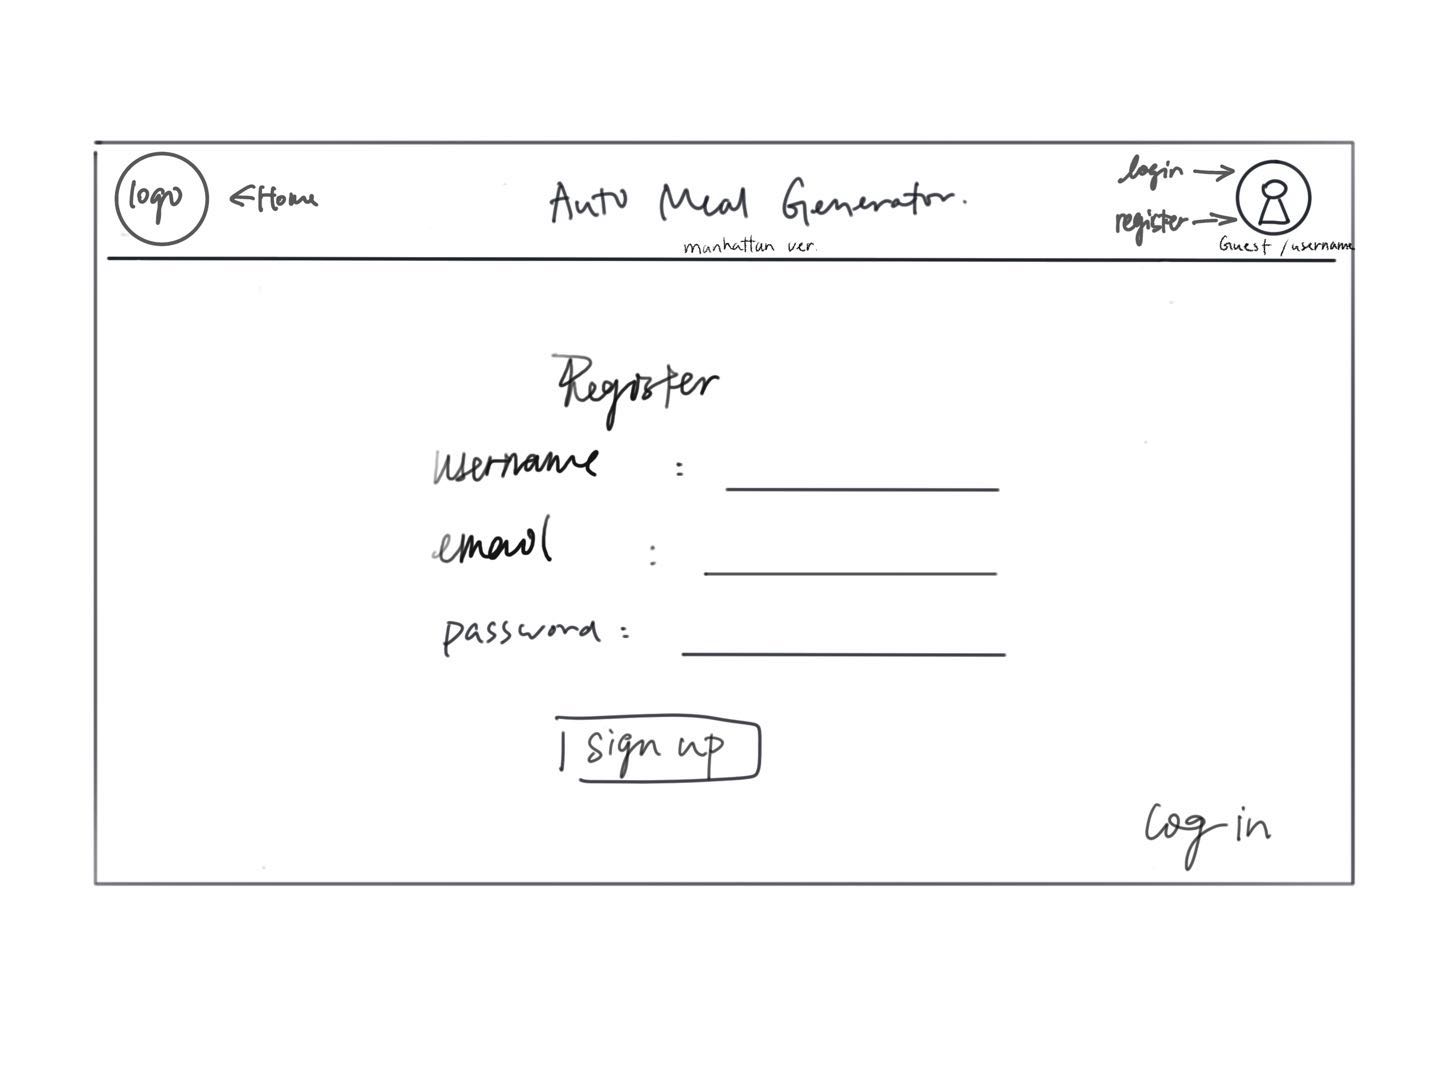 logo
←Home
Auto Meal Generator.
manhattan ver.
login →
register →
Guest / username
Register
username :
email :
password :
sign up
Log in